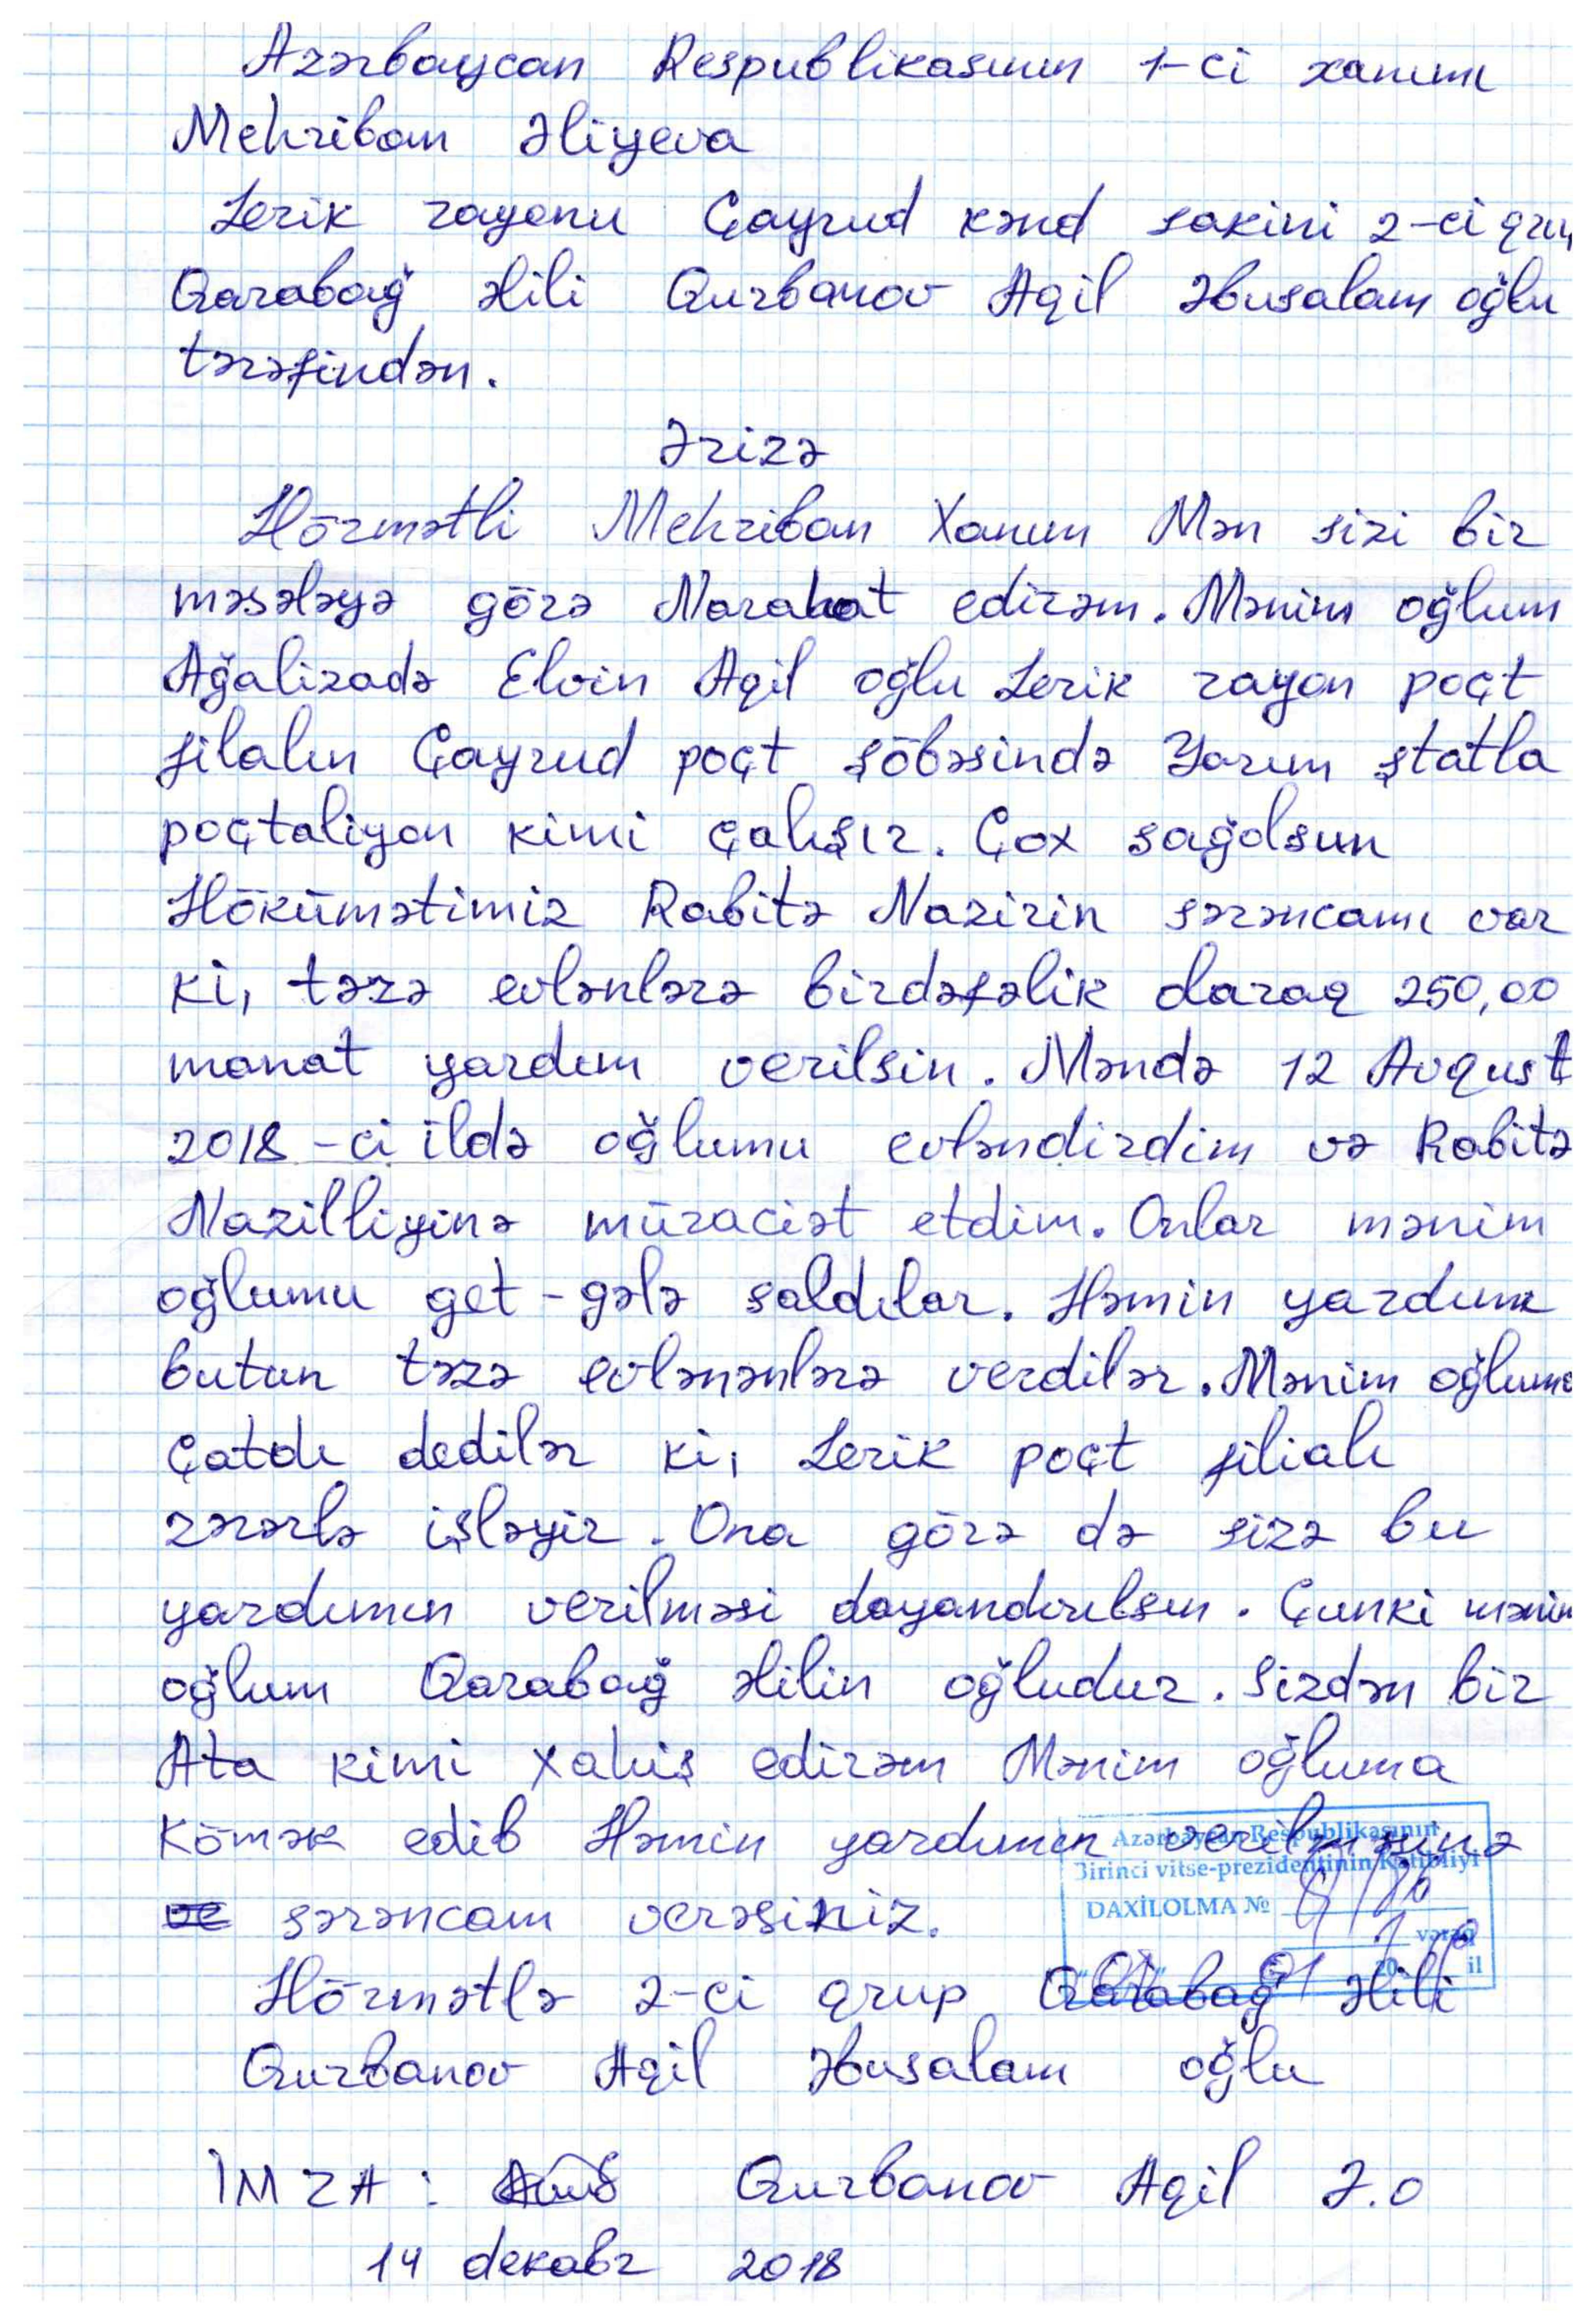 Azərbaycan Respublikasının 1-ci xanımı
Mehriban Əliyeva
Lerik rayonu Çayrud kənd sakini 2-ci qrup
Qarabağ əlili Qurbanov Aqil Əbusalam oğlu
tərəfindən.
Ərizə
Hörmətli Mehriban Xanım Mən sizi bir
məsələyə görə Narahat edirəm. Mənim oğlum
Ağalizadə Elvin Aqil oğlu Lerik rayon poçt
filalın Çayrud poçt şöbəsində Yarım ştatla
poçtaliyon kimi çalışır. Çox sağolsun
Hökümətimiz Rabitə Nazirin sərəncamı var
ki, təzə evlənlərə birdəfəlik olaraq 250,00
manat yardım verilsin. Məndə 12 Avqust
2018-ci ildə oğlumu evləndirdim və Rabitə
Nazilliyinə müraciət etdim. Onlar mənim
oğlumu get-gələ saldılar. Həmin yardımı
butun təzə evlənənlərə verdilər. Mənim oğluma
çatdı dedilər ki, Lerik poçt filialı
zərərlə işləyir. Ona görə də sizə bu
yardımın verilməsi dayandırılsın. Çunki mənim
oğlum Qarabağ əlilin oğludur. Sizdən bir
Ata kimi xahiş edirəm Mənim oğluma
Kömək edib Həmin yardımın verilməsinə
Azərbaycan Respublikasının
Birinci vitse-prezidentinin Katibliyi
DAXİLOLMA №
vərəq
20 il
sərəncam verəsiniz.
Hörmətlə 2-ci qrup Qarabağ əlili
Qurbanov Aqil Əbusalam oğlu
İMZA: Qurbanov Aqil Ə.o
14 dekabr 2018